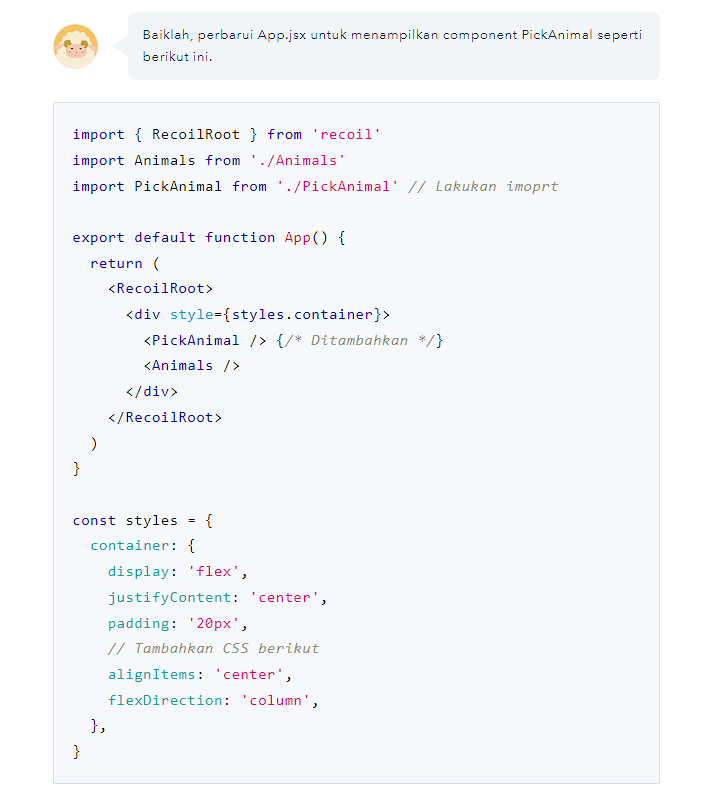 Baiklah, perbarui App.jsx untuk menampilkan component PickAnimal seperti
berikut ini.
import { RecoilRoot } from 'recoil'
import Animals from './Animals'
import PickAnimal from './PickAnimal' // Lakukan imoprt

export default function App() {
  return (
    <RecoilRoot>
      <div style={styles.container}>
        <PickAnimal /> {/* Ditambahkan */}
        <Animals />
      </div>
    </RecoilRoot>
  )
}

const styles = {
  container: {
    display: 'flex',
    justifyContent: 'center',
    padding: '20px',
    // Tambahkan CSS berikut
    alignItems: 'center',
    flexDirection: 'column',
  },
}